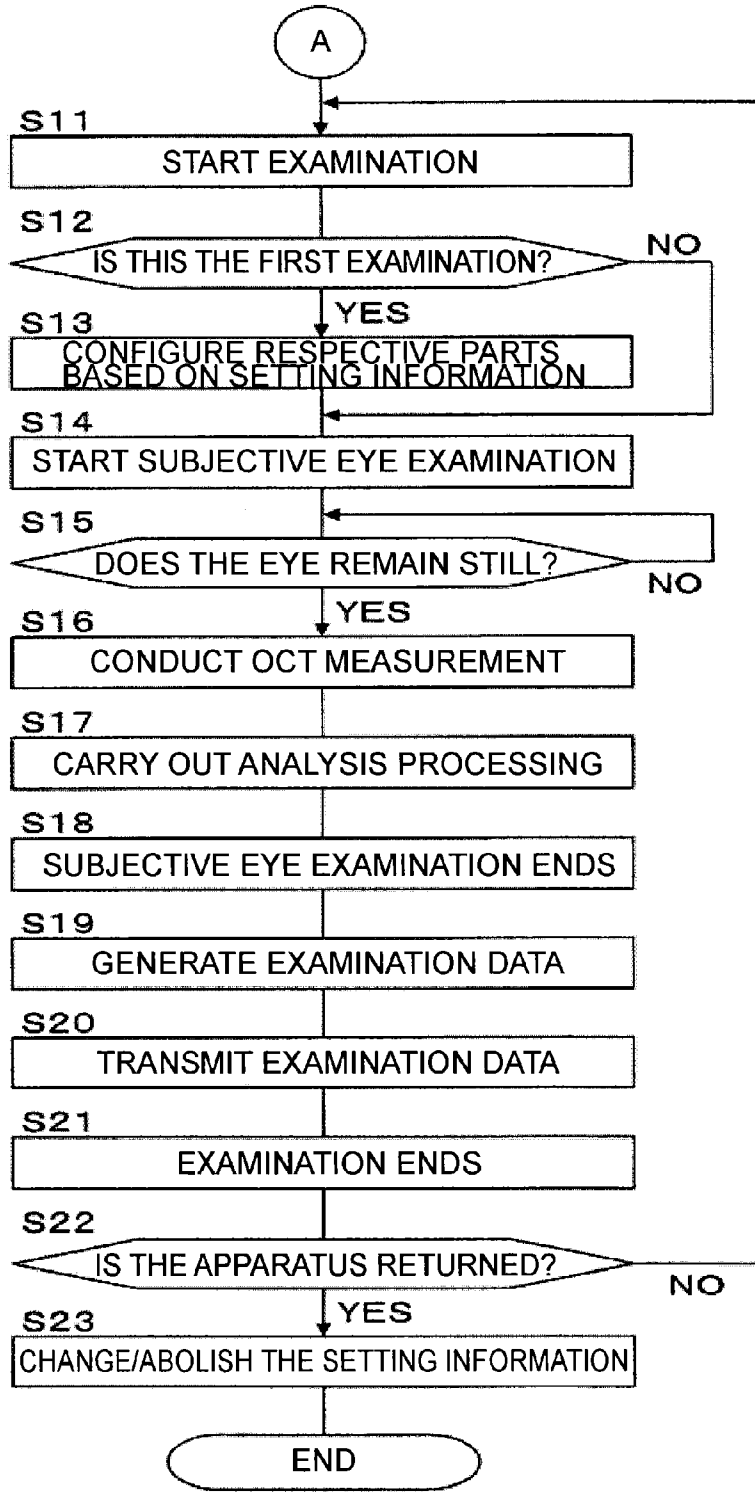 A
S11
START EXAMINATION
S12
IS THIS THE FIRST EXAMINATION?
NO
YES
S13
CONFIGURE RESPECTIVE PARTS
BASED ON SETTING INFORMATION
S14
START SUBJECTIVE EYE EXAMINATION
S15
DOES THE EYE REMAIN STILL?
NO
YES
S16
CONDUCT OCT MEASUREMENT
S17
CARRY OUT ANALYSIS PROCESSING
S18
SUBJECTIVE EYE EXAMINATION ENDS
S19
GENERATE EXAMINATION DATA
S20
TRANSMIT EXAMINATION DATA
S21
EXAMINATION ENDS
S22
IS THE APPARATUS RETURNED?
NO
YES
S23
CHANGE/ABOLISH THE SETTING INFORMATION
END